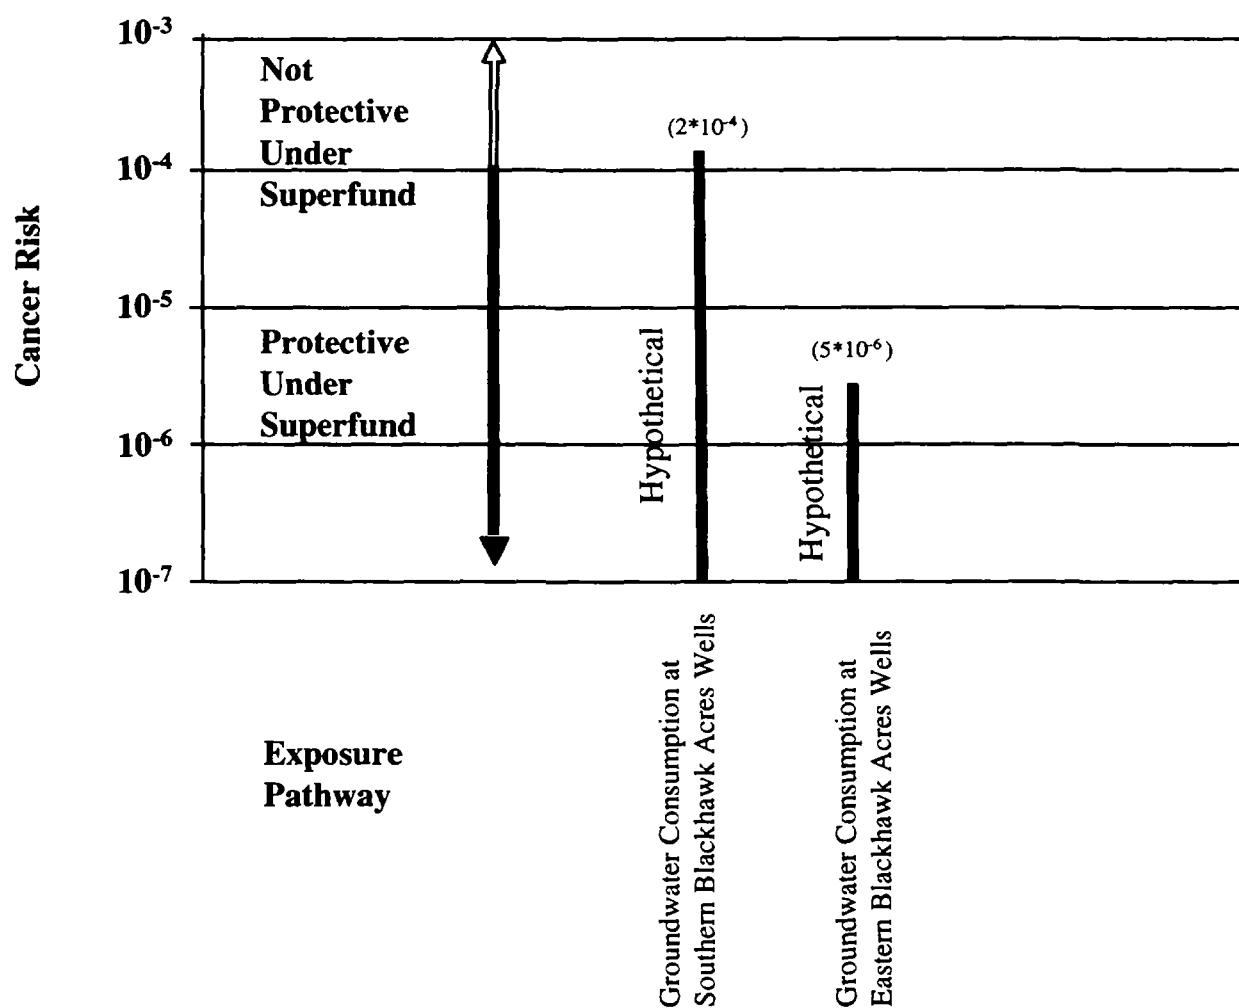 10-3
Not
Protective
Under
Superfund
(2*10-4)
10-4
Cancer Risk
10-5
Protective
Under
Superfund
Hypothetical
(5*10-6)
Hypothetical
10-6
10-7
Exposure
Pathway
Groundwater Consumption at
Southern Blackhawk Acres Wells
Groundwater Consumption at
Eastern Blackhawk Acres Wells